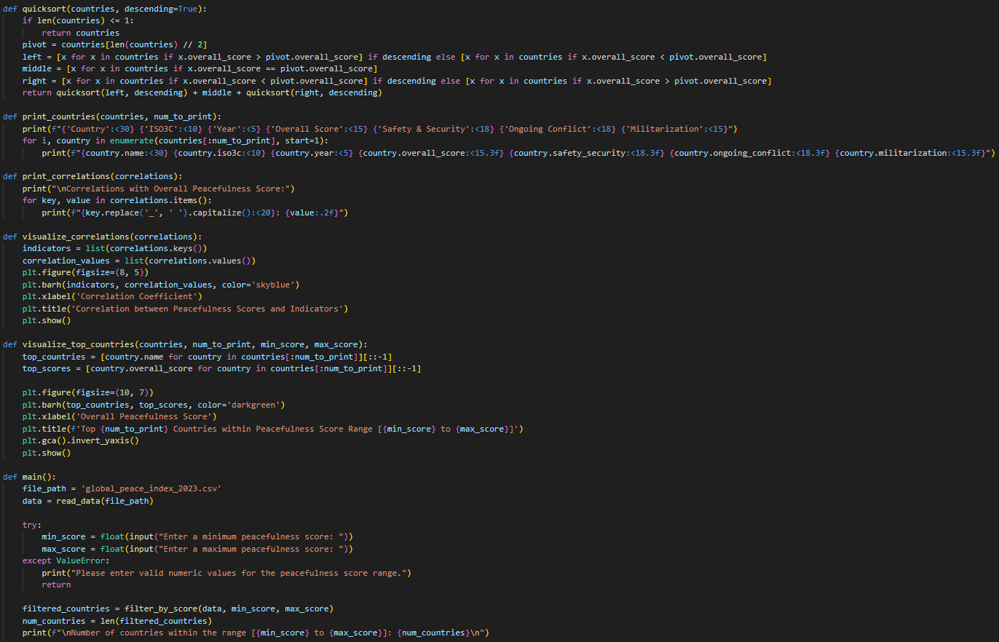 def quicksort(countries, descending=True):
    if len(countries) <= 1:
        return countries
    pivot = countries[len(countries) // 2]
    left = [x for x in countries if x.overall_score > pivot.overall_score] if descending else [x for x in countries if x.overall_score < pivot.overall_score]
    middle = [x for x in countries if x.overall_score == pivot.overall_score]
    right = [x for x in countries if x.overall_score < pivot.overall_score] if descending else [x for x in countries if x.overall_score > pivot.overall_score]
    return quicksort(left, descending) + middle + quicksort(right, descending)

def print_countries(countries, num_to_print):
    print(f"{'Country':<30} {'ISO3C':<10} {'Year':<5} {'Overall Score':<15} {'Safety & Security':<18} {'Ongoing Conflict':<18} {'Militarization':<15}")
    for i, country in enumerate(countries[:num_to_print], start=1):
        print(f"{country.name:<30} {country.iso3c:<10} {country.year:<5} {country.overall_score:<15.3f} {country.safety_security:<18.3f} {country.ongoing_conflict:<18.3f} {country.militarization:<15.3f}")

def print_correlations(correlations):
    print("\nCorrelations with Overall Peacefulness Score:")
    for key, value in correlations.items():
        print(f"{key.replace('_', ' ').capitalize():<20}: {value:.2f}")

def visualize_correlations(correlations):
    indicators = list(correlations.keys())
    correlation_values = list(correlations.values())
    plt.figure(figsize=(8, 5))
    plt.barh(indicators, correlation_values, color='skyblue')
    plt.xlabel('Correlation Coefficient')
    plt.title('Correlation between Peacefulness Scores and Indicators')
    plt.show()

def visualize_top_countries(countries, num_to_print, min_score, max_score):
    top_countries = [country.name for country in countries[:num_to_print]][::-1]
    top_scores = [country.overall_score for country in countries[:num_to_print]][::-1]

    plt.figure(figsize=(10, 7))
    plt.barh(top_countries, top_scores, color='darkgreen')
    plt.xlabel('Overall Peacefulness Score')
    plt.title(f'Top {num_to_print} Countries within Peacefulness Score Range [{min_score} to {max_score}]')
    plt.gca().invert_yaxis()
    plt.show()

def main():
    file_path = 'global_peace_index_2023.csv'
    data = read_data(file_path)

    try:
        min_score = float(input("Enter a minimum peacefulness score: "))
        max_score = float(input("Enter a maximum peacefulness score: "))
    except ValueError:
        print("Please enter valid numeric values for the peacefulness score range.")
        return

    filtered_countries = filter_by_score(data, min_score, max_score)
    num_countries = len(filtered_countries)
    print(f"\nNumber of countries within the range [{min_score} to {max_score}]: {num_countries}\n")